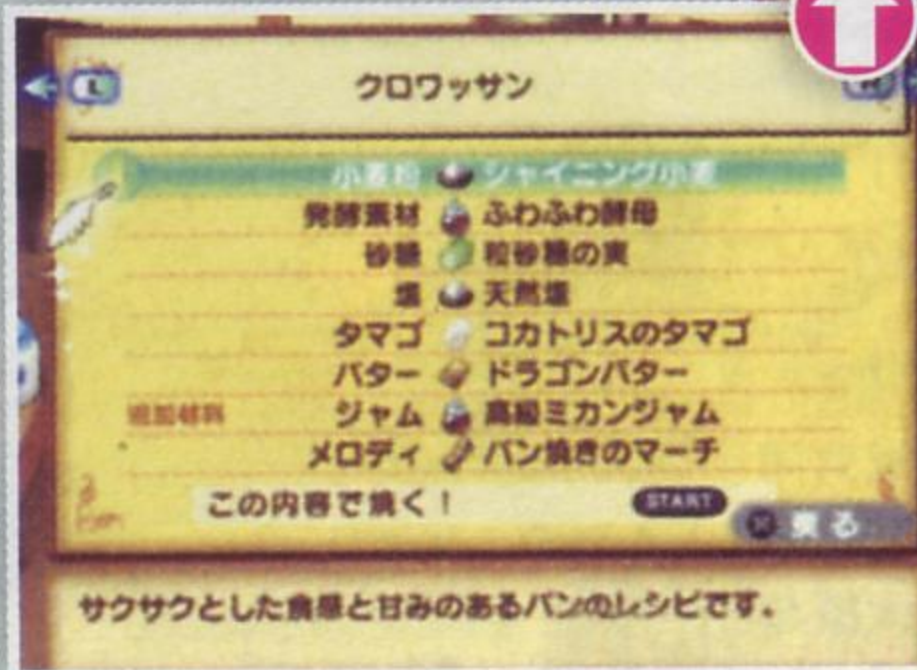 L クロワッサン R
小麦粉 シャイニング小麦
発酵素材 ふわふわ酵母
砂糖 粒砂糖の実
塩 天然塩
タマゴ コカトリスのタマゴ
バター ドラゴンバター
追加材料 ジャム 高級ミカンジャム
メロディ パン焼きのマーチ
この内容で焼く! START
戻る
サクサクとした食感と甘みのあるパンのレシピです。